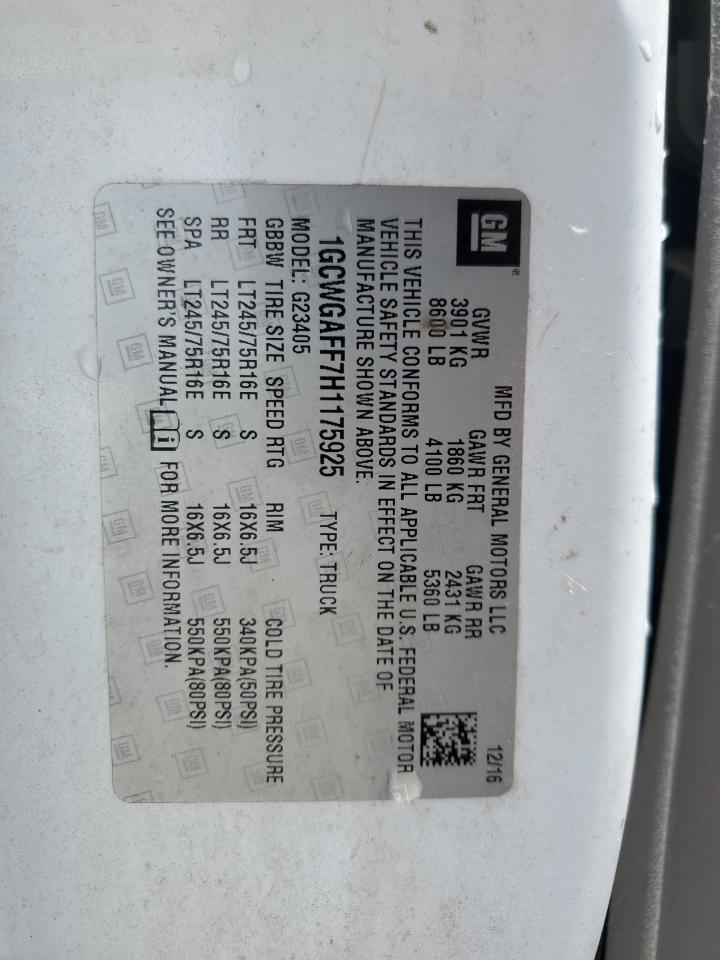 GM®
MFD BY GENERAL MOTORS LLC 12/16
GVWR GAWR FRT GAWR RR
3901 KG 1860 KG 2431 KG
8600 LB 4100 LB 5360 LB
THIS VEHICLE CONFORMS TO ALL APPLICABLE U.S. FEDERAL MOTOR
VEHICLE SAFETY STANDARDS IN EFFECT ON THE DATE OF
MANUFACTURE SHOWN ABOVE.
1GCWGAFF7H1175925 TYPE: TRUCK
MODEL: G23405
GBBW TIRE SIZE SPEED RTG RIM COLD TIRE PRESSURE
FRT LT245/75R16E S 16X6.5J 340KPA(50PSI)
RR LT245/75R16E S 16X6.5J 550KPA(80PSI)
SPA LT245/75R16E S 16X6.5J 550KPA(80PSI)
SEE OWNER'S MANUAL i FOR MORE INFORMATION.